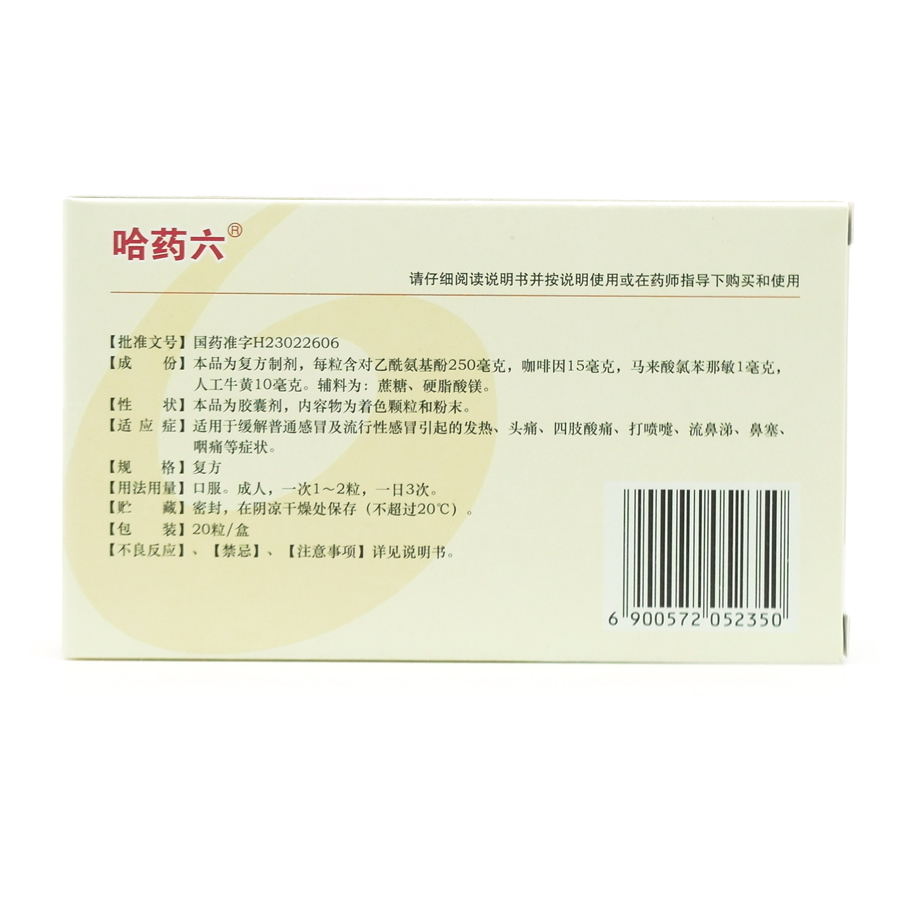 哈药六®
请仔细阅读说明书并按说明使用或在药师指导下购买和使用
【批准文号】国药准字H23022606
【成 份】本品为复方制剂，每粒含对乙酰氨基酚250毫克，咖啡因15毫克，马来酸氯苯那敏1毫克，
人工牛黄10毫克。辅料为：蔗糖、硬脂酸镁。
【性 状】本品为胶囊剂，内容物为着色颗粒和粉末。
【适 应 症】适用于缓解普通感冒及流行性感冒引起的发热、头痛、四肢酸痛、打喷嚏、流鼻涕、鼻塞、
咽痛等症状。
【规 格】复方
【用法用量】口服。成人，一次1～2粒，一日3次。
【贮 藏】密封，在阴凉干燥处保存（不超过20℃）。
【包 装】20粒/盒
【不良反应】、【禁忌】、【注意事项】详见说明书。
6 900572 052350